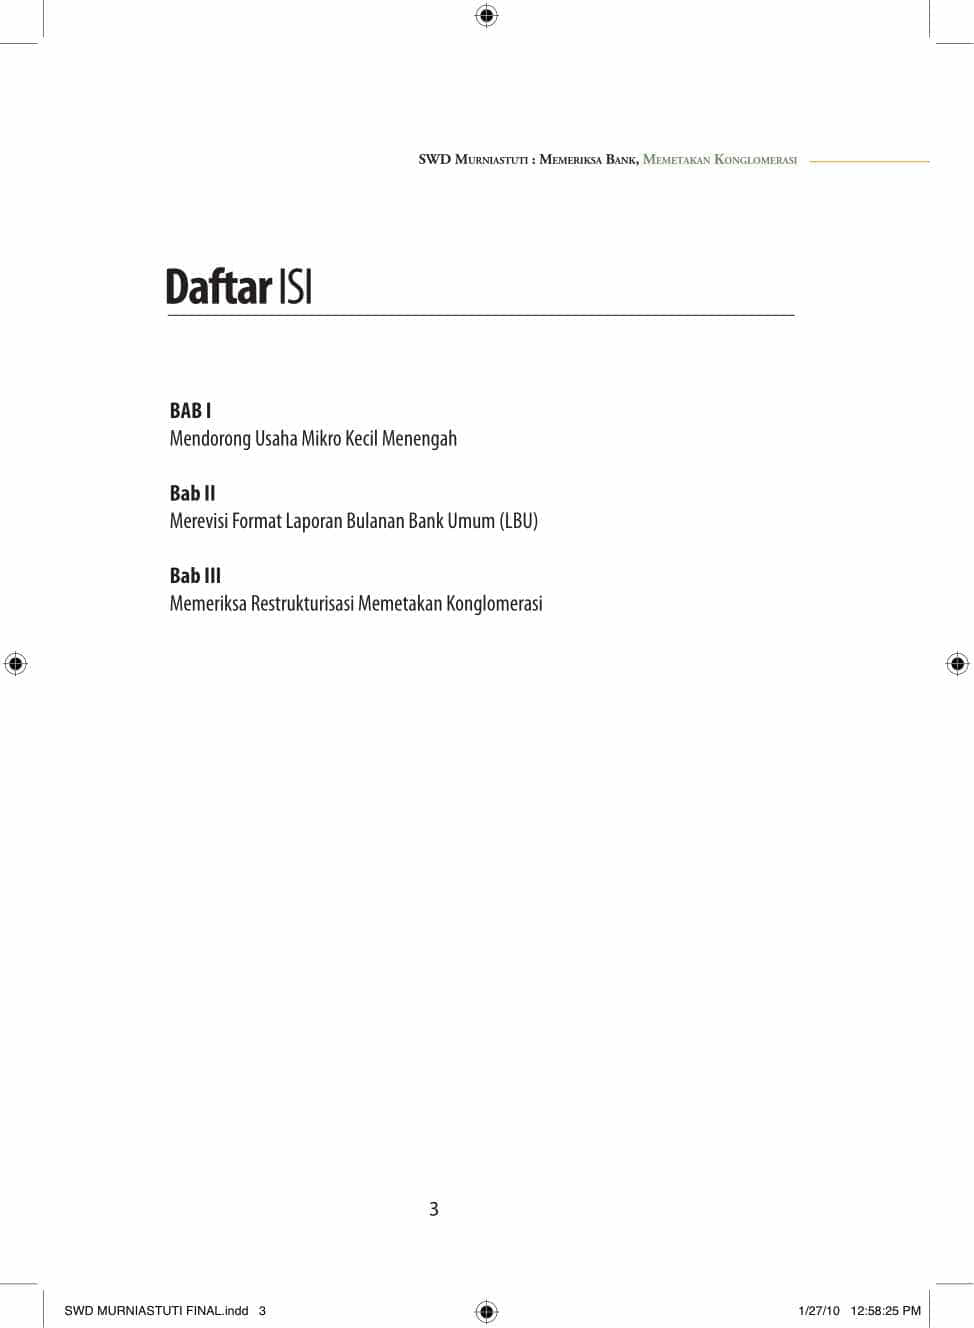 SWD Murniastuti : Memeriksa Bank, Memetakan Konglomerasi
Daftar ISI
BAB I
Mendorong Usaha Mikro Kecil Menengah
Bab II
Merevisi Format Laporan Bulanan Bank Umum (LBU)
Bab III
Memeriksa Restrukturisasi Memetakan Konglomerasi
3
SWD MURNIASTUTI FINAL.indd 3
1/27/10 12:58:25 PM